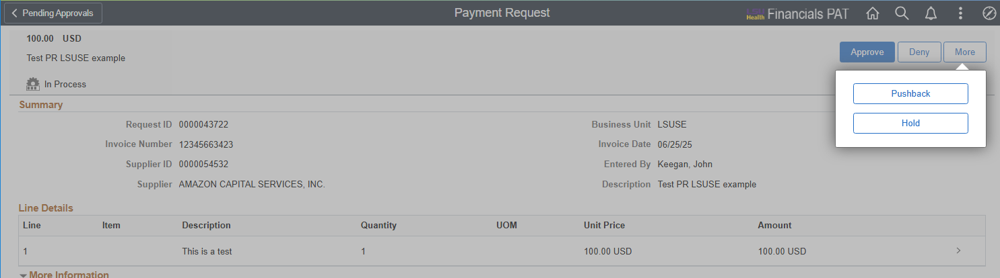 Pending Approvals
Payment Request
LSU Health Financials PAT
100.00 USD
Test PR LSUSE example
In Process
Approve
Deny
More
Pushback
Hold
Summary
Request ID 0000043722
Business Unit LSUSE
Invoice Number 12345663423
Invoice Date 06/25/25
Supplier ID 0000054532
Entered By Keegan, John
Supplier AMAZON CAPITAL SERVICES, INC.
Description Test PR LSUSE example
Line Details
Line Item Description Quantity UOM Unit Price Amount
1 This is a test 1 100.00 USD 100.00 USD
More Information